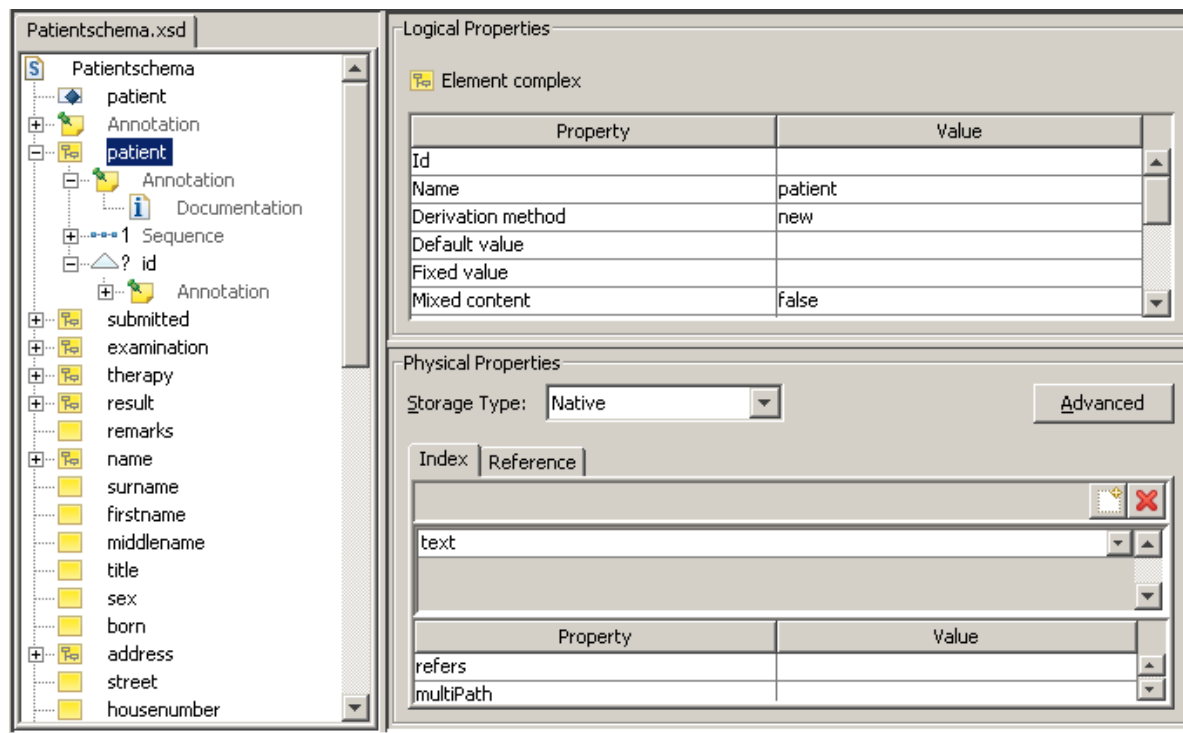 Patientschema.xsd
S Patientschema
patient
Annotation
patient
Annotation
i Documentation
1 Sequence
? id
Annotation
submitted
examination
therapy
result
remarks
name
surname
firstname
middlename
title
sex
born
address
street
housenumber
Logical Properties
Element complex
Property Value
Id
Name patient
Derivation method new
Default value
Fixed value
Mixed content false
Physical Properties
Storage Type: Native Advanced
Index Reference
text
Property Value
refers
multiPath